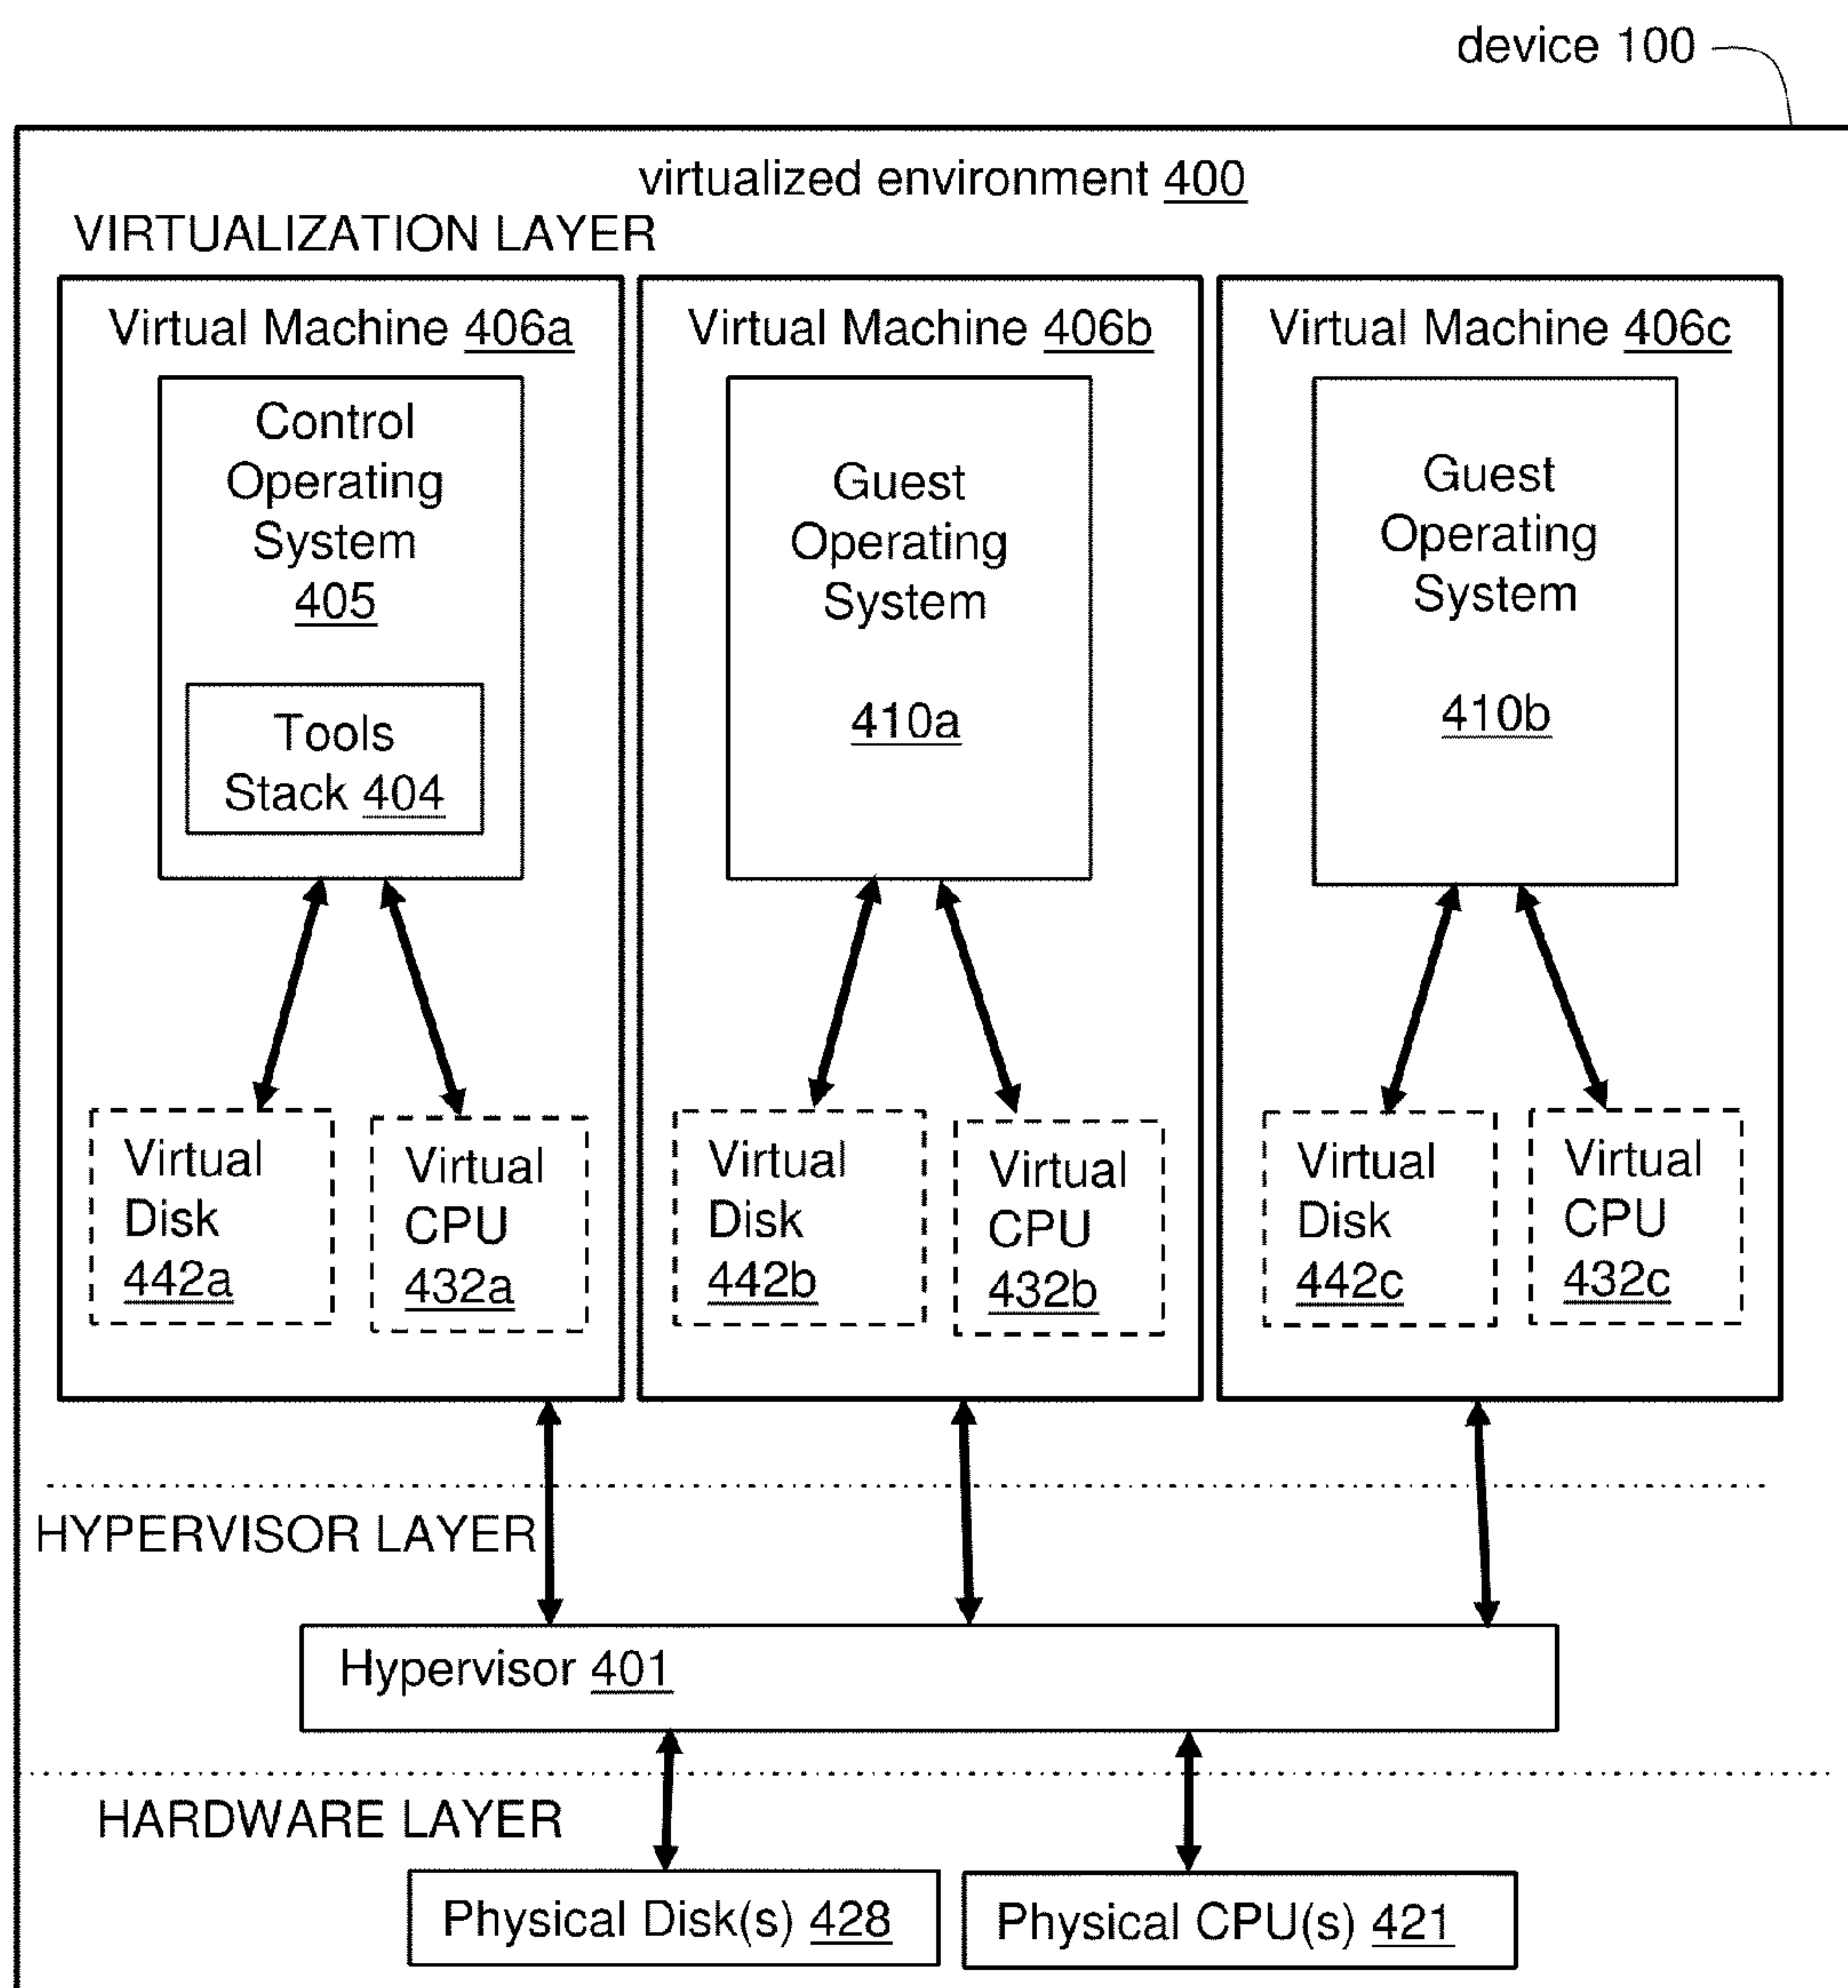 device 100
virtualized environment 400
VIRTUALIZATION LAYER
Virtual Machine 406a
Control
Operating
System
405
Tools
Stack 404
Virtual
Disk
442a
Virtual
CPU
432a
Virtual Machine 406b
Guest
Operating
System
410a
Virtual
Disk
442b
Virtual
CPU
432b
Virtual Machine 406c
Guest
Operating
System
410b
Virtual
Disk
442c
Virtual
CPU
432c
HYPERVISOR LAYER
Hypervisor 401
HARDWARE LAYER
Physical Disk(s) 428
Physical CPU(s) 421